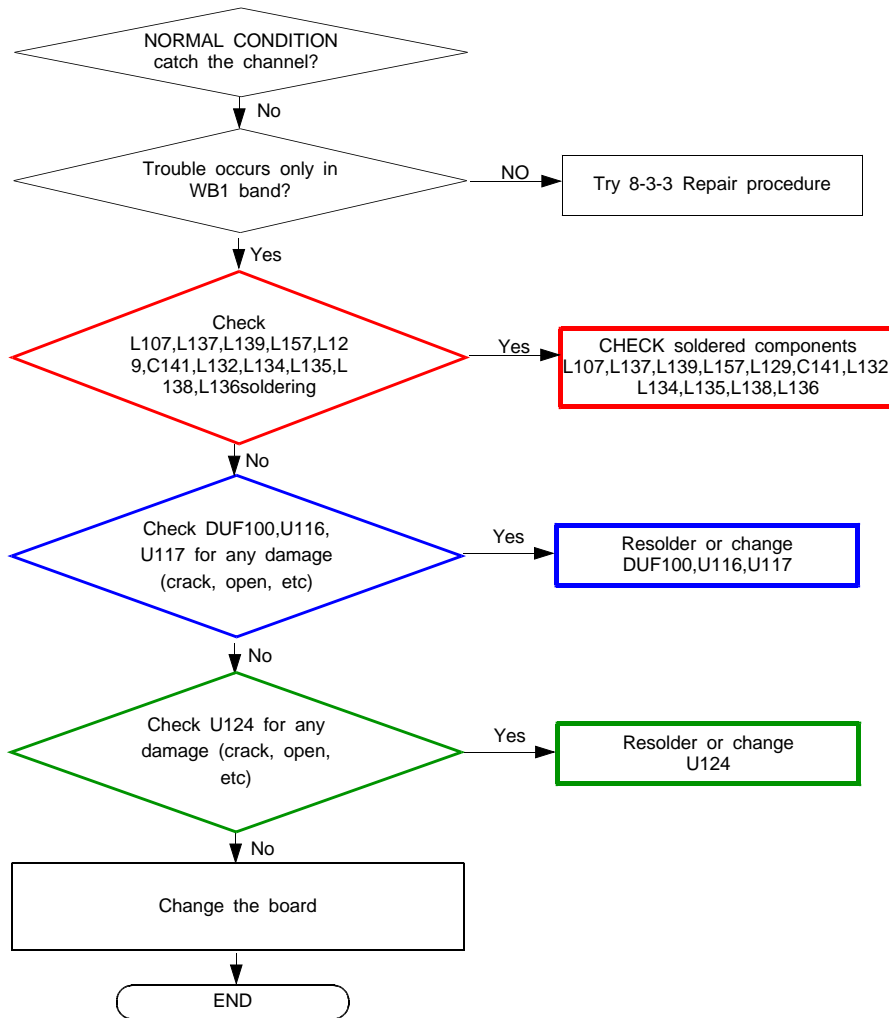 NORMAL CONDITION
catch the channel?
No
Trouble occurs only in
WB1 band?
NO
Try 8-3-3 Repair procedure
Yes
Check
L107,L137,L139,L157,L12
9,C141,L132,L134,L135,L
138,L136soldering
Yes
CHECK soldered components
L107,L137,L139,L157,L129,C141,L132
L134,L135,L138,L136
No
Check DUF100,U116,
U117 for any damage
(crack, open, etc)
Yes
Resolder or change
DUF100,U116,U117
No
Check U124 for any
damage (crack, open,
etc)
Yes
Resolder or change
U124
No
Change the board
END